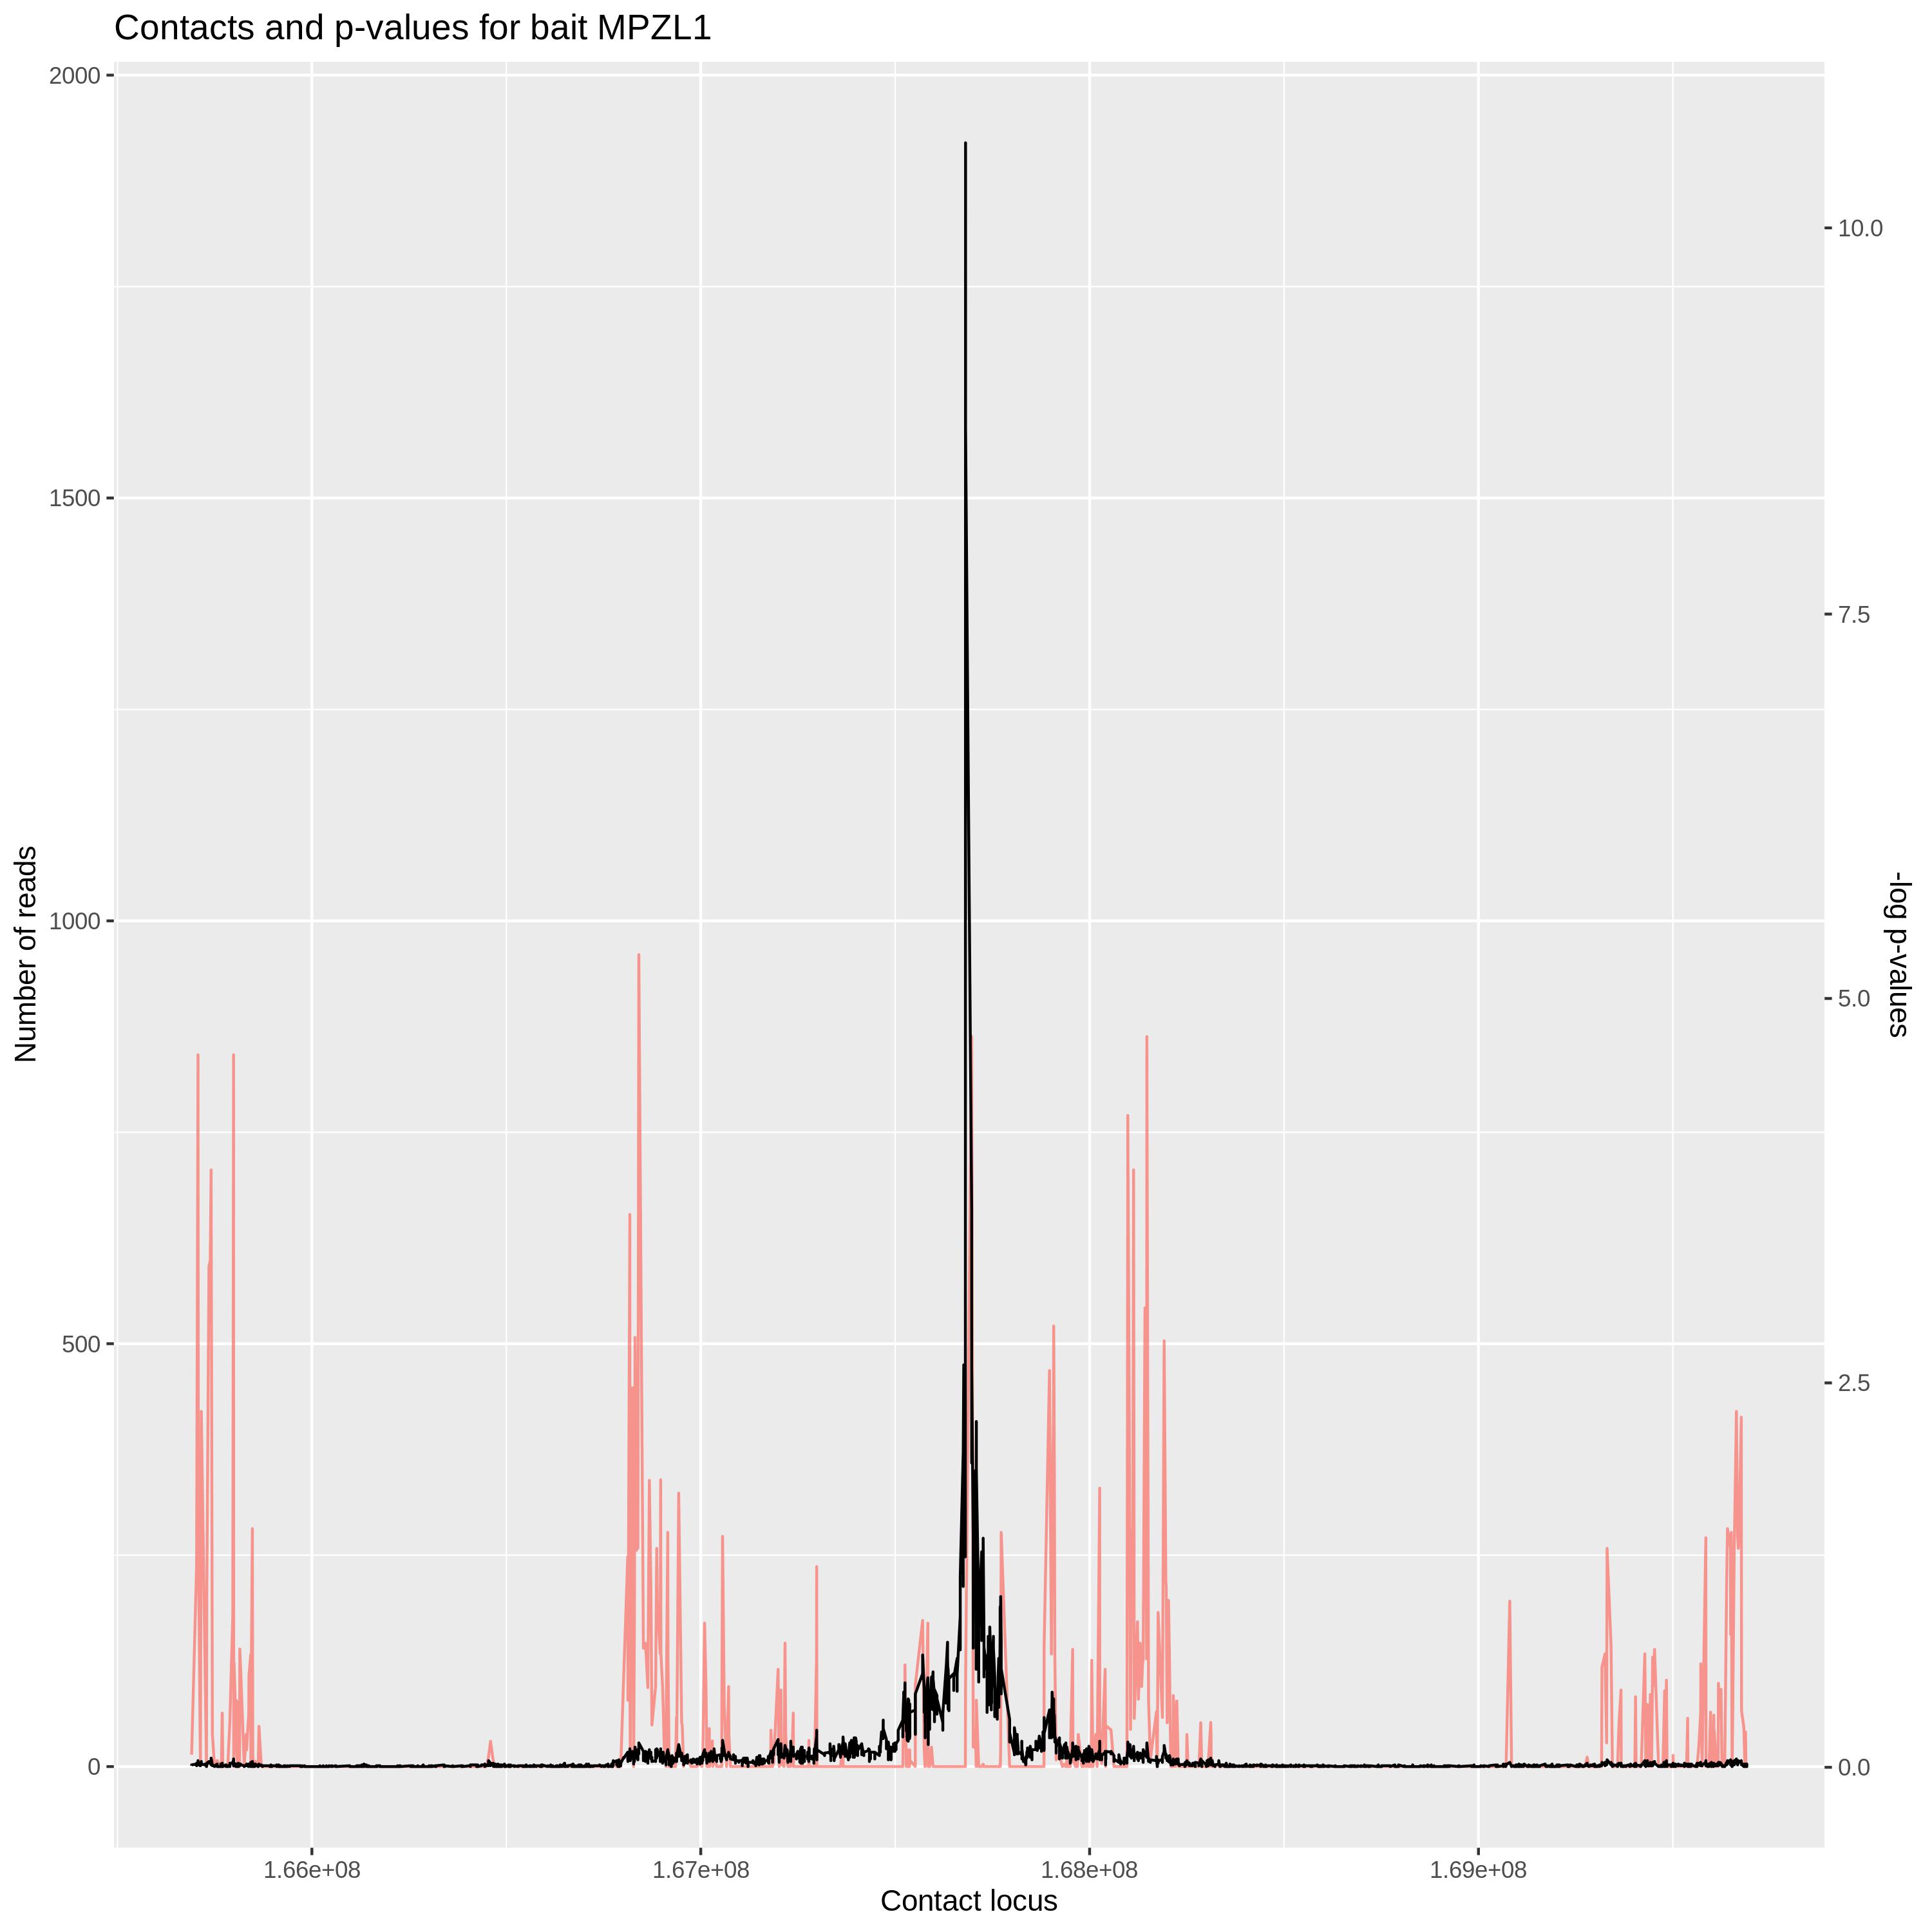 Contacts and p-values for bait MPZL1
2000
1500
1000
500
0
Number of reads
10.0
7.5
5.0
2.5
0.0
-log p-values
1.66e+08
1.67e+08
1.68e+08
1.69e+08
Contact locus